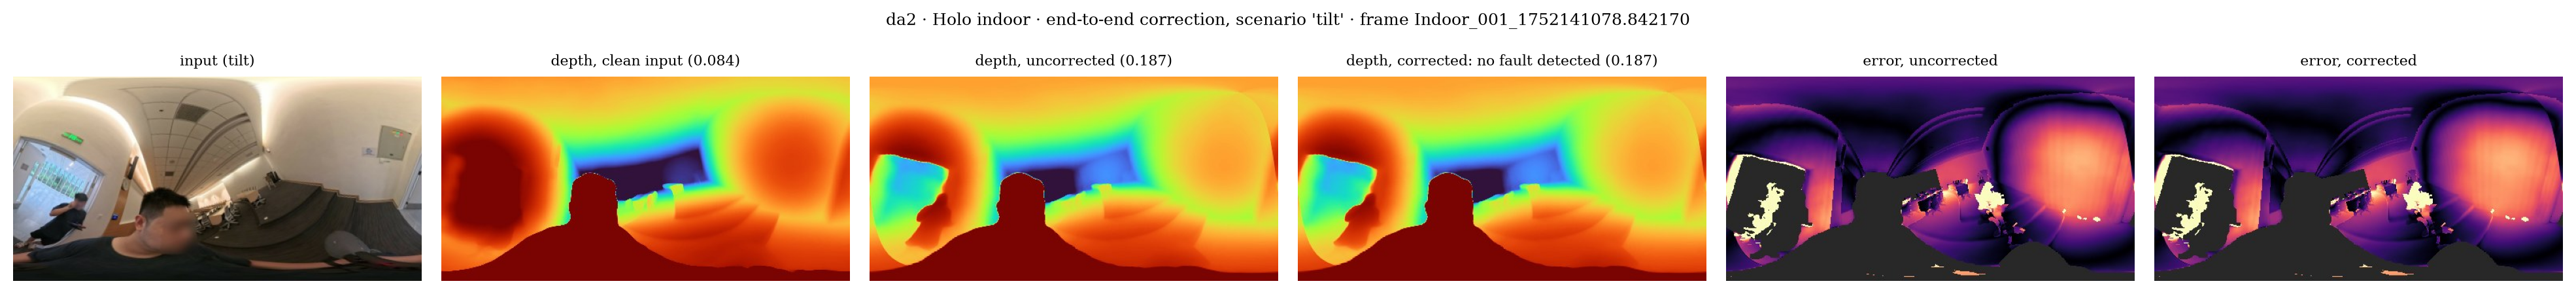 da2 · Holo indoor · end-to-end correction, scenario 'tilt' · frame Indoor_001_1752141078.842170
input (tilt)
depth, clean input (0.084)
depth, uncorrected (0.187)
depth, corrected: no fault detected (0.187)
error, uncorrected
error, corrected